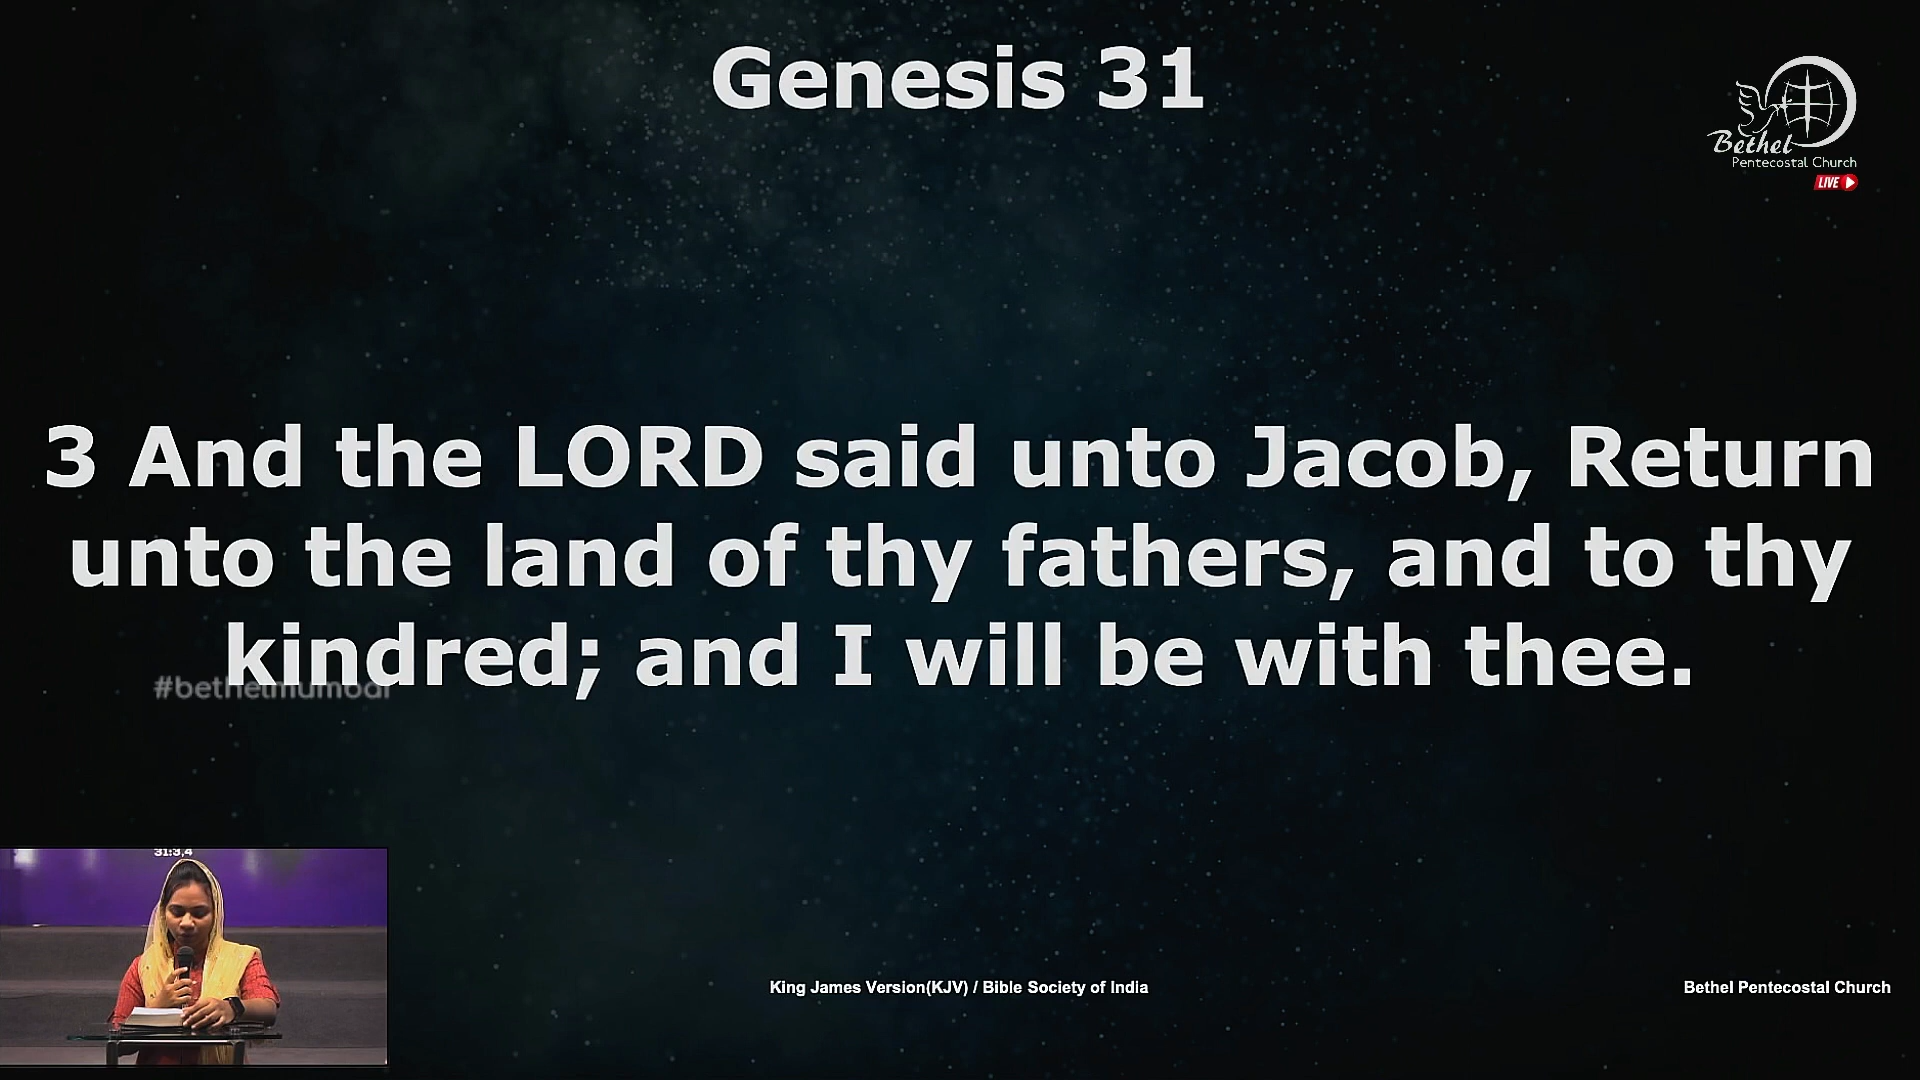 Genesis 31
Bethel
Pentecostal Church
LIVE
3 And the LORD said unto Jacob, Return
unto the land of thy fathers, and to thy
kindred; and I will be with thee.
31:3,4
King James Version(KJV) / Bible Society of India
Bethel Pentecostal Church